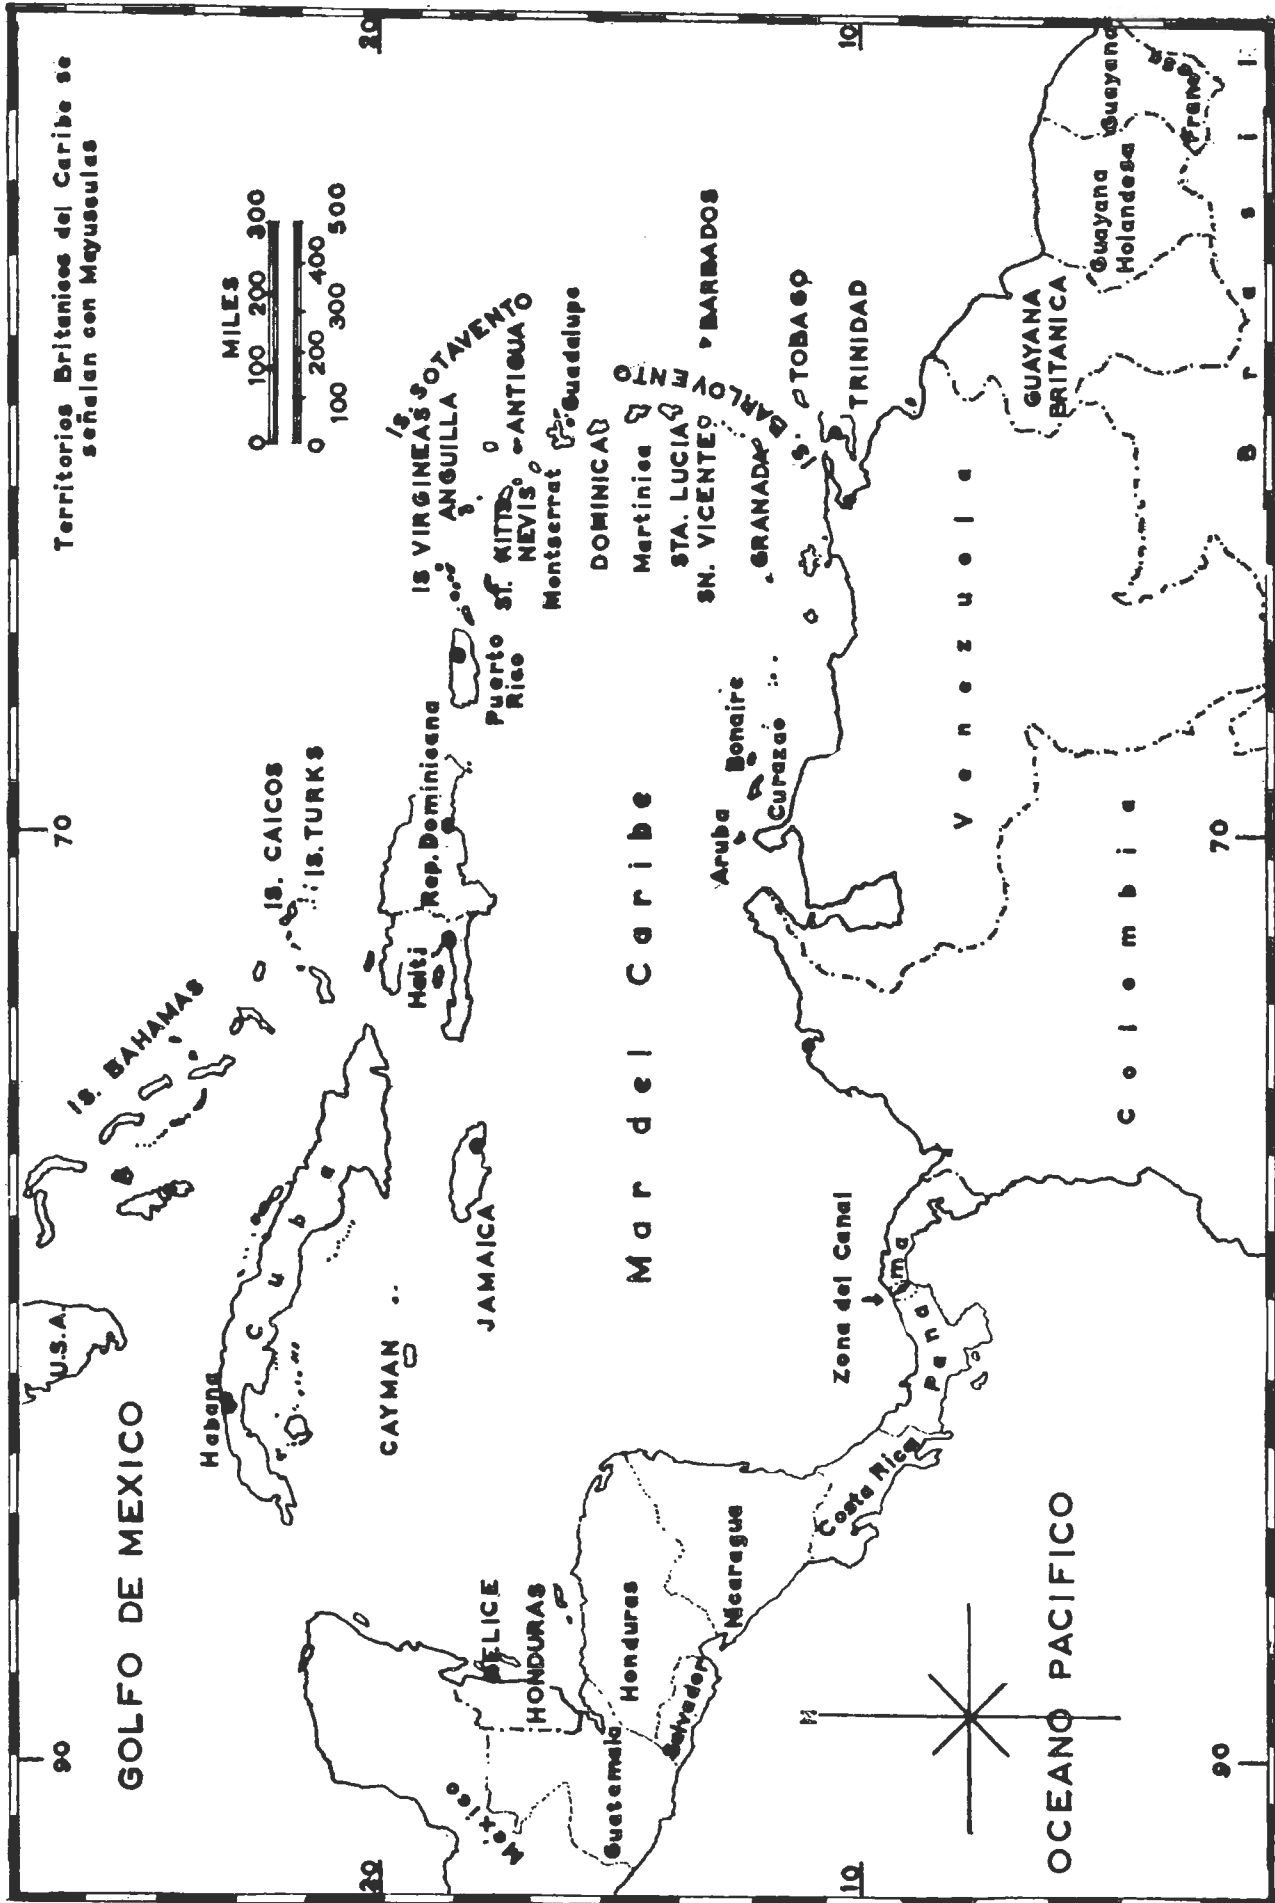 Territorios Britanicos del Caribe se
señalan con Mayusculas
MILES
0 100 200 300
0 200 400
100 300 500
GOLFO DE MEXICO
U.S.A.
IS. BAHAMAS
Habana
Cuba
IS. CAICOS
IS. TURKS
CAYMAN
JAMAICA
Haiti
Rep. Dominicana
Puerto
Rico
IS VIRGINEAS
ANGUILLA
IS. SOTAVENTO
ST. KITTS
NEVIS
ANTIGUA
Montserrat
Guadalupe
DOMINICA
Martinica
STA. LUCIA
SN. VICENTE
IS. BARLOVENTO
BARBADOS
GRANADA
TOBAGO
TRINIDAD
Mar del Caribe
Aruba
Bonaire
Curazao
Mexico
BELICE
HONDURAS
Guatemala
Honduras
Salvador
Nicaragua
Costa Rica
Zona del Canal
Panama
Colombia
Venezuela
GUAYANA
BRITANICA
Guayana
Holandesa
Guayana
Brasil
OCEANO PACIFICO
N
90
70
20
10
90
70
20
10